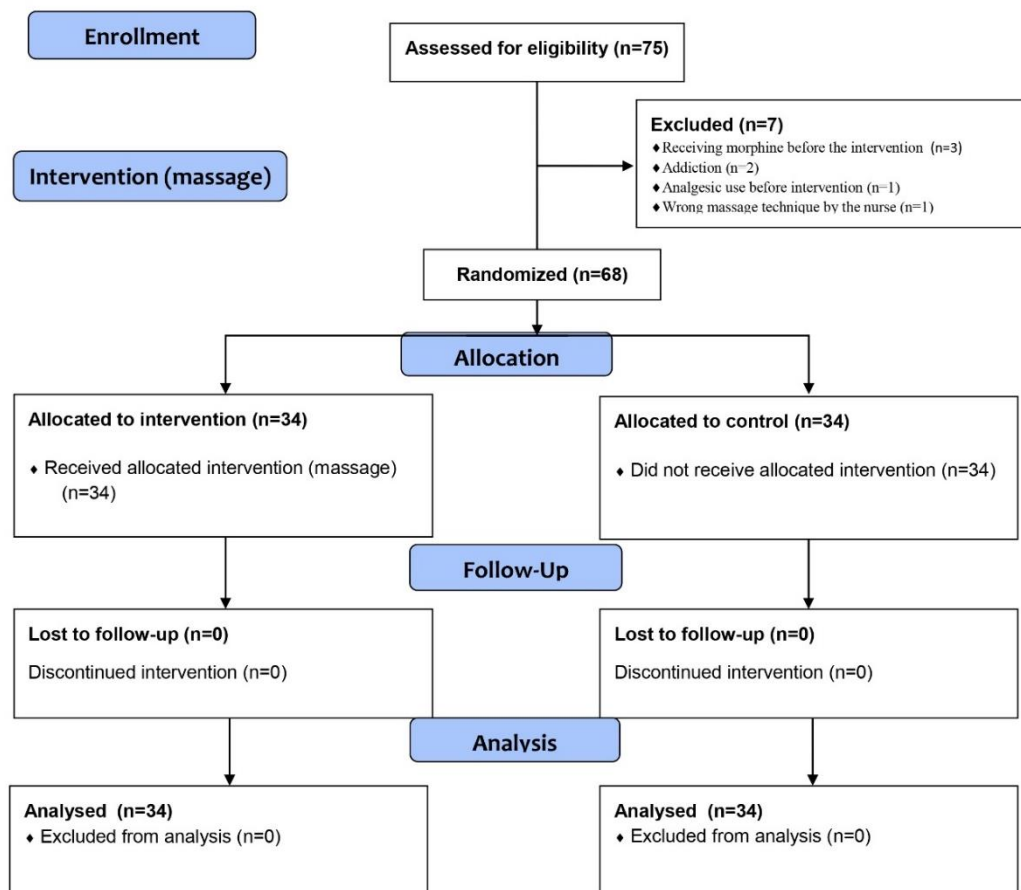 Enrollment
Assessed for eligibility (n=75)
Excluded (n=7)
♦Receiving morphine before the intervention (n=3)
♦Addiction (n=2)
♦Analgesic use before intervention (n=1)
♦Wrong massage technique by the nurse (n=1)
Intervention (massage)
Randomized (n=68)
Allocation
Allocated to intervention (n=34)
♦ Received allocated intervention (massage)
(n=34)
Allocated to control (n=34)
♦ Did not receive allocated intervention (n=34)
Follow-Up
Lost to follow-up (n=0)
Discontinued intervention (n=0)
Lost to follow-up (n=0)
Discontinued intervention (n=0)
Analysis
Analysed (n=34)
♦ Excluded from analysis (n=0)
Analysed (n=34)
♦ Excluded from analysis (n=0)